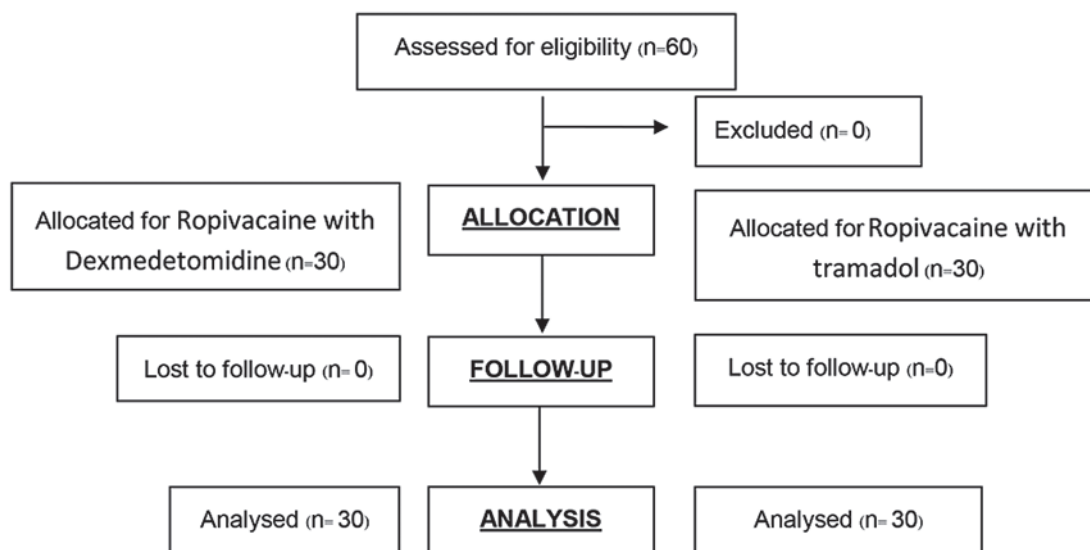 Assessed for eligibility (n=60)
Excluded (n= 0)
Allocated for Ropivacaine with
Dexmedetomidine (n=30)
ALLOCATION
Allocated for Ropivacaine with
tramadol (n=30)
Lost to follow-up (n= 0)
FOLLOW-UP
Lost to follow-up (n=0)
Analysed (n= 30)
ANALYSIS
Analysed (n= 30)